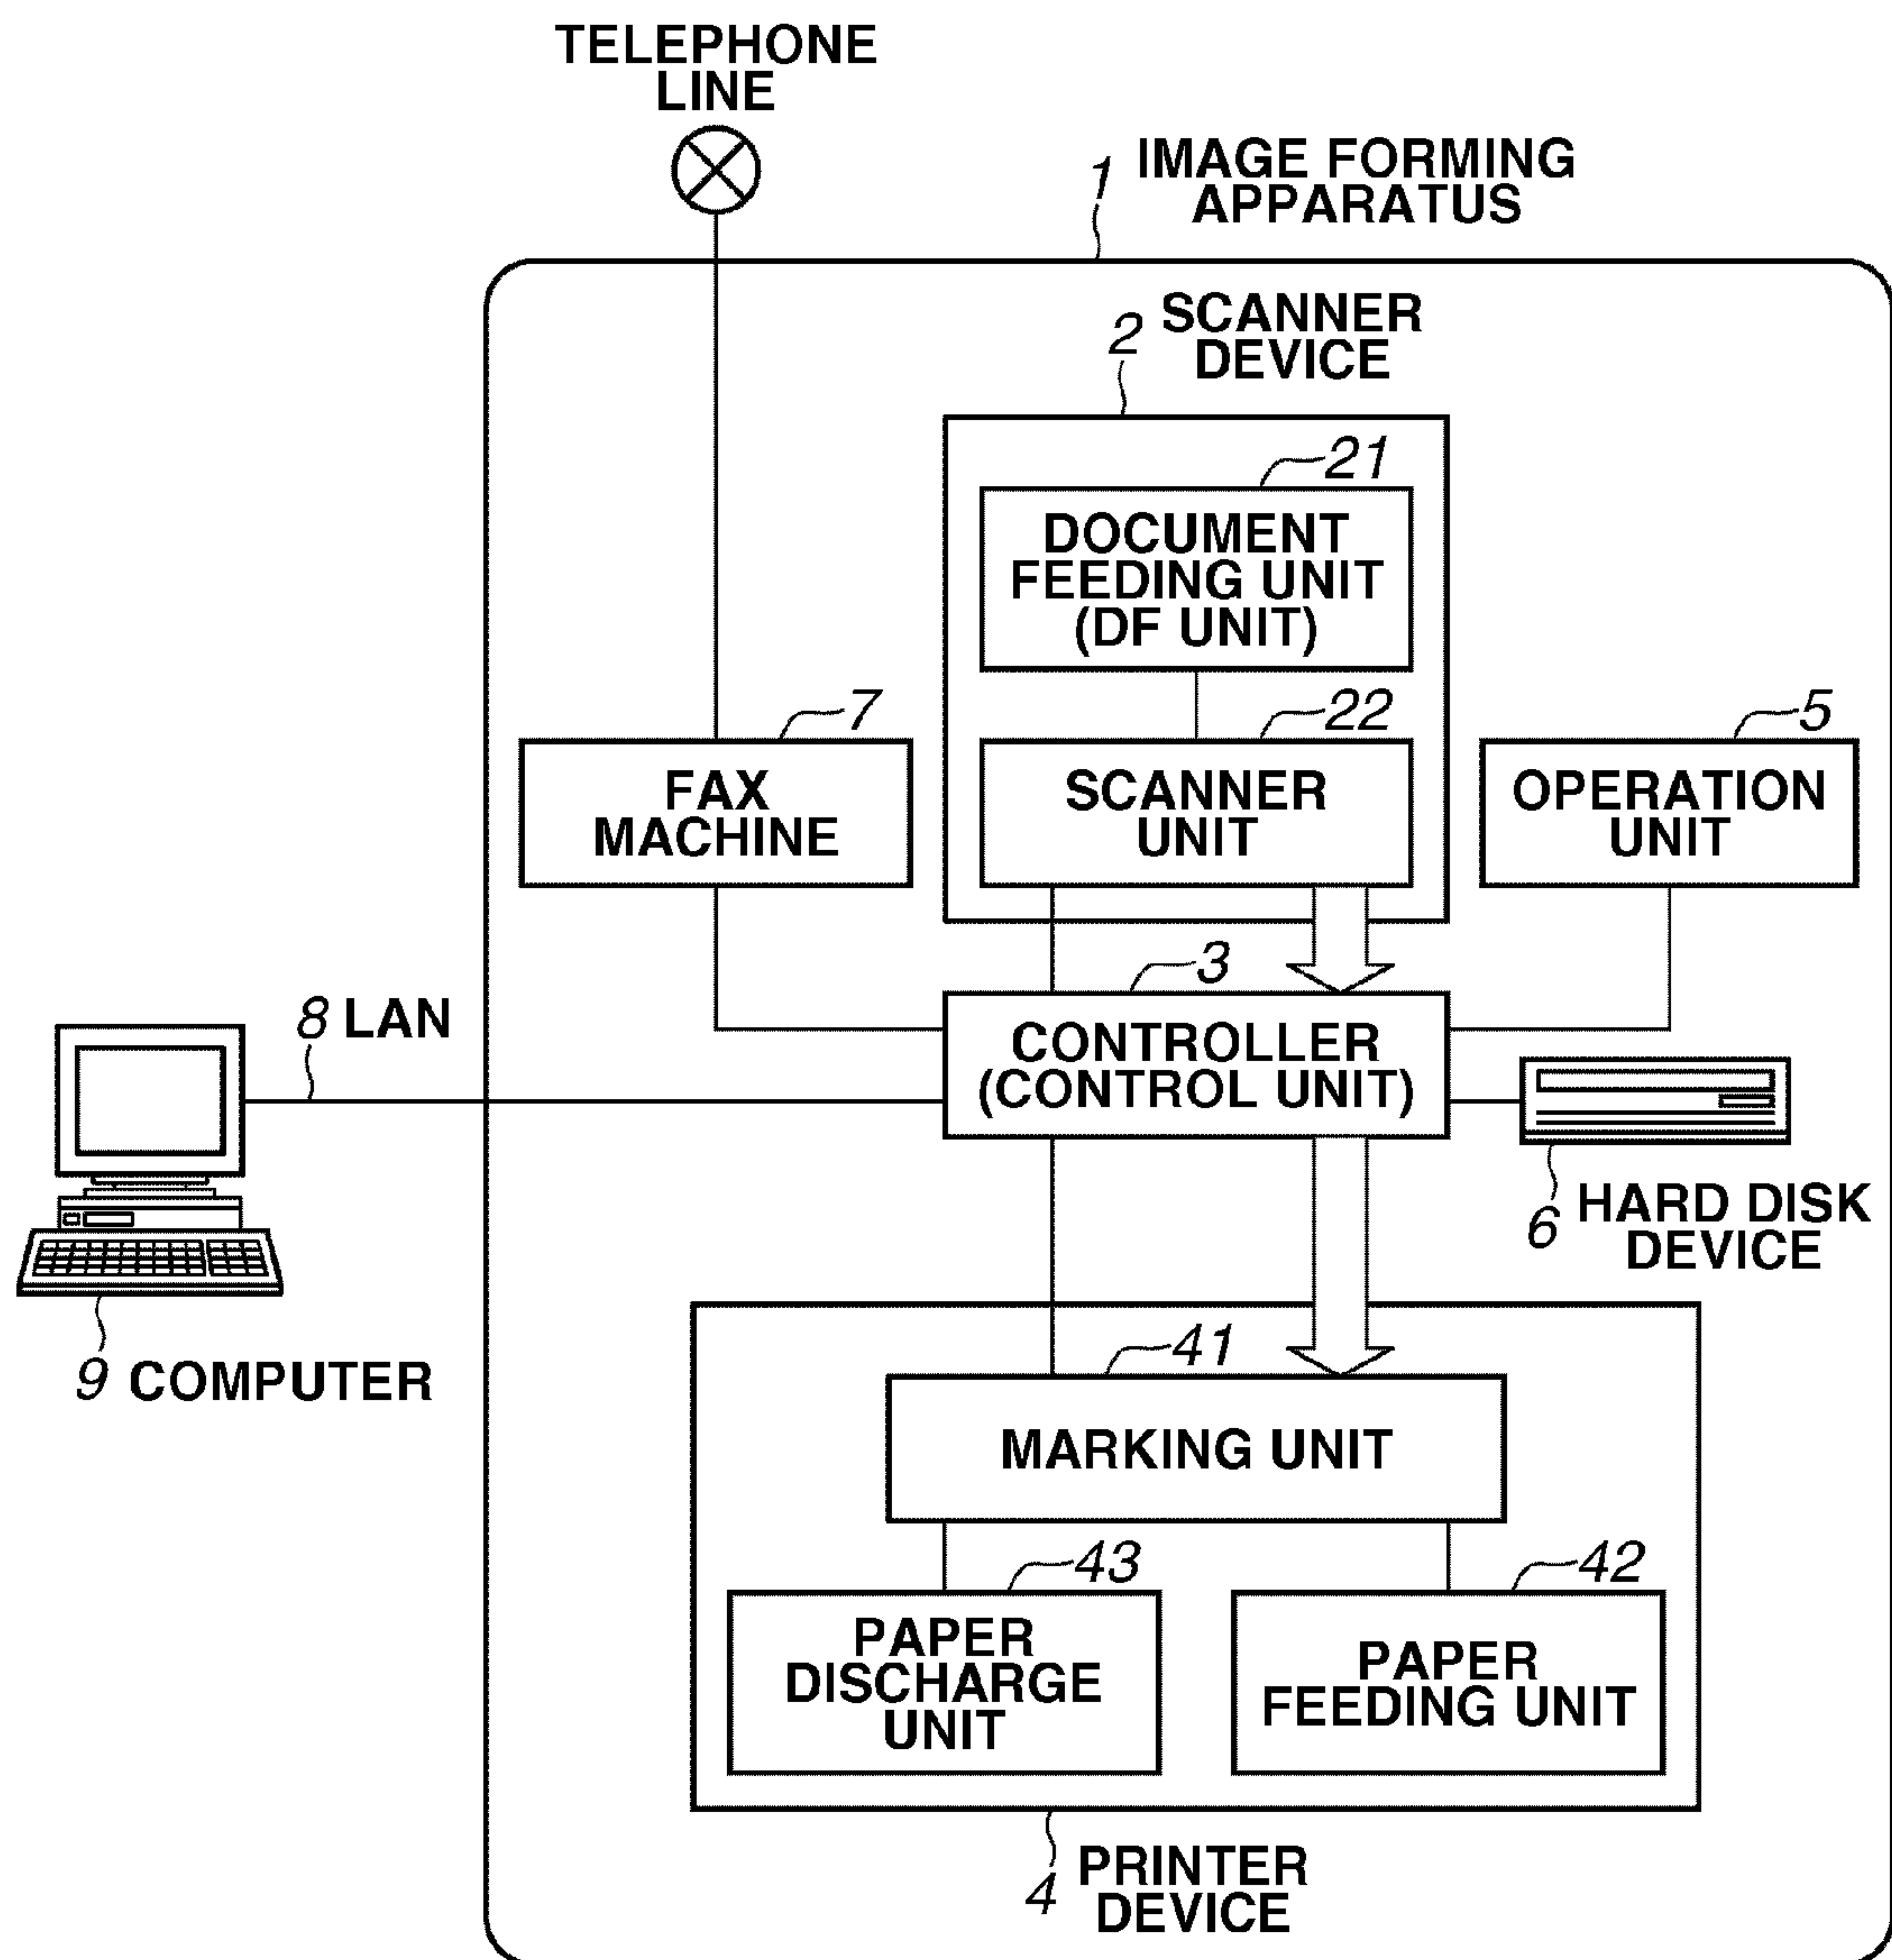 TELEPHONE
LINE
1 IMAGE FORMING
APPARATUS
2 SCANNER
DEVICE
21
DOCUMENT
FEEDING UNIT
(DF UNIT)
7
FAX
MACHINE
22
SCANNER
UNIT
5
OPERATION
UNIT
3
CONTROLLER
(CONTROL UNIT)
8 LAN
6 HARD DISK
DEVICE
9 COMPUTER
41
MARKING UNIT
43
PAPER
DISCHARGE
UNIT
42
PAPER
FEEDING UNIT
4 PRINTER
DEVICE